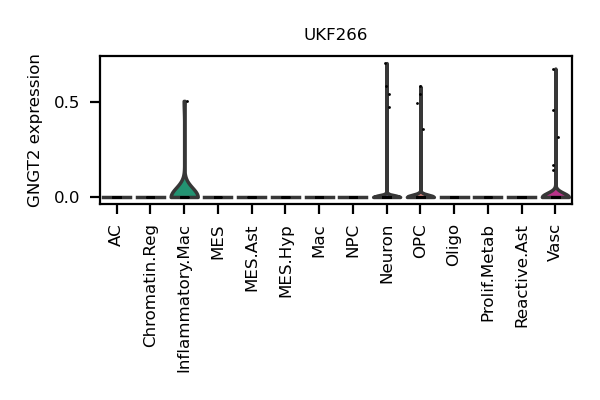 UKF266
GNGT2 expression
0.5
0.0
AC
Chromatin.Reg
Inflammatory.Mac
MES
MES.Ast
MES.Hyp
Mac
NPC
Neuron
OPC
Oligo
Prolif.Metab
Reactive.Ast
Vasc